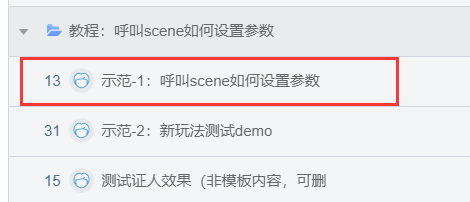 教程：呼叫scene如何设置参数
13 示范-1：呼叫scene如何设置参数
31 示范-2：新玩法测试demo
15 测试证人效果（非模板内容，可删